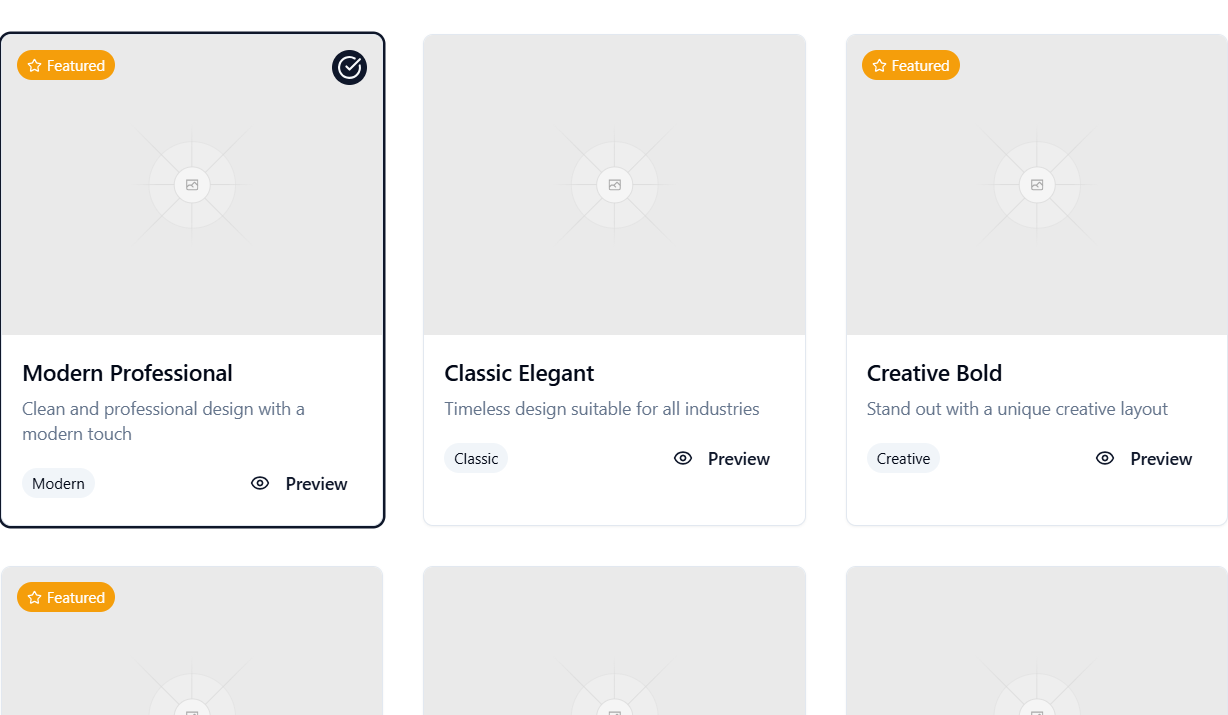 Featured
Featured
Modern Professional
Clean and professional design with a
modern touch
Modern
Preview
Classic Elegant
Timeless design suitable for all industries
Classic
Preview
Creative Bold
Stand out with a unique creative layout
Creative
Preview
Featured